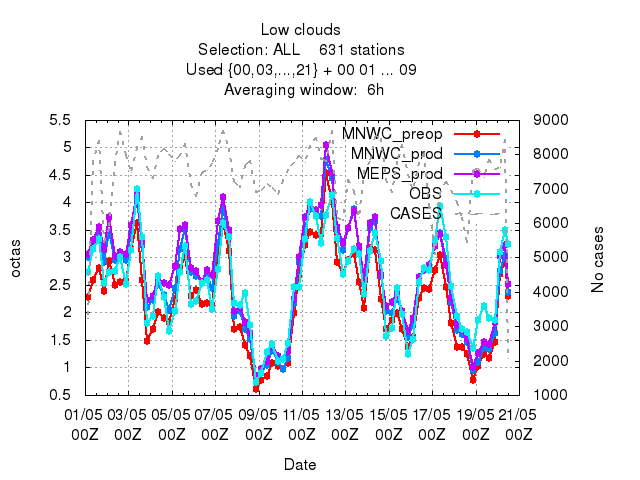 Low clouds
Selection: ALL 631 stations
Used {00,03,...,21} + 00 01 ... 09
Averaging window: 6h
5.5 9000
MNWC_preop
5 8000
MNWC_prod
4.5 MEPS_prod 7000
OBS
4 CASES 6000
3.5
octas No cases
3 5000
2.5 4000
2 3000
1.5 2000
1
0.5 1000
01/05 03/05 05/05 07/05 09/05 11/05 13/05 15/05 17/05 19/05 21/05
00Z 00Z 00Z 00Z 00Z 00Z 00Z 00Z 00Z 00Z 00Z
Date